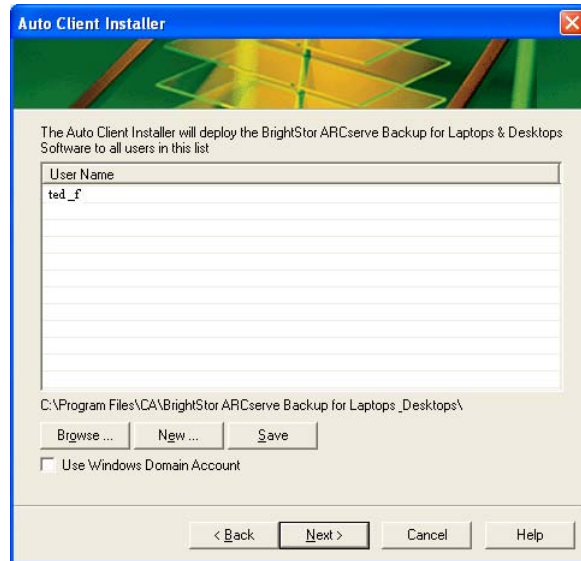 Auto Client Installer
The Auto Client Installer will deploy the BrightStor ARCserve Backup for Laptops & Desktops
Software to all users in this list
User Name
ted_f
C:\Program Files\CA\BrightStor ARCserve Backup for Laptops _Desktops\
Browse ...
New ...
Save
Use Windows Domain Account
< Back
Next >
Cancel
Help